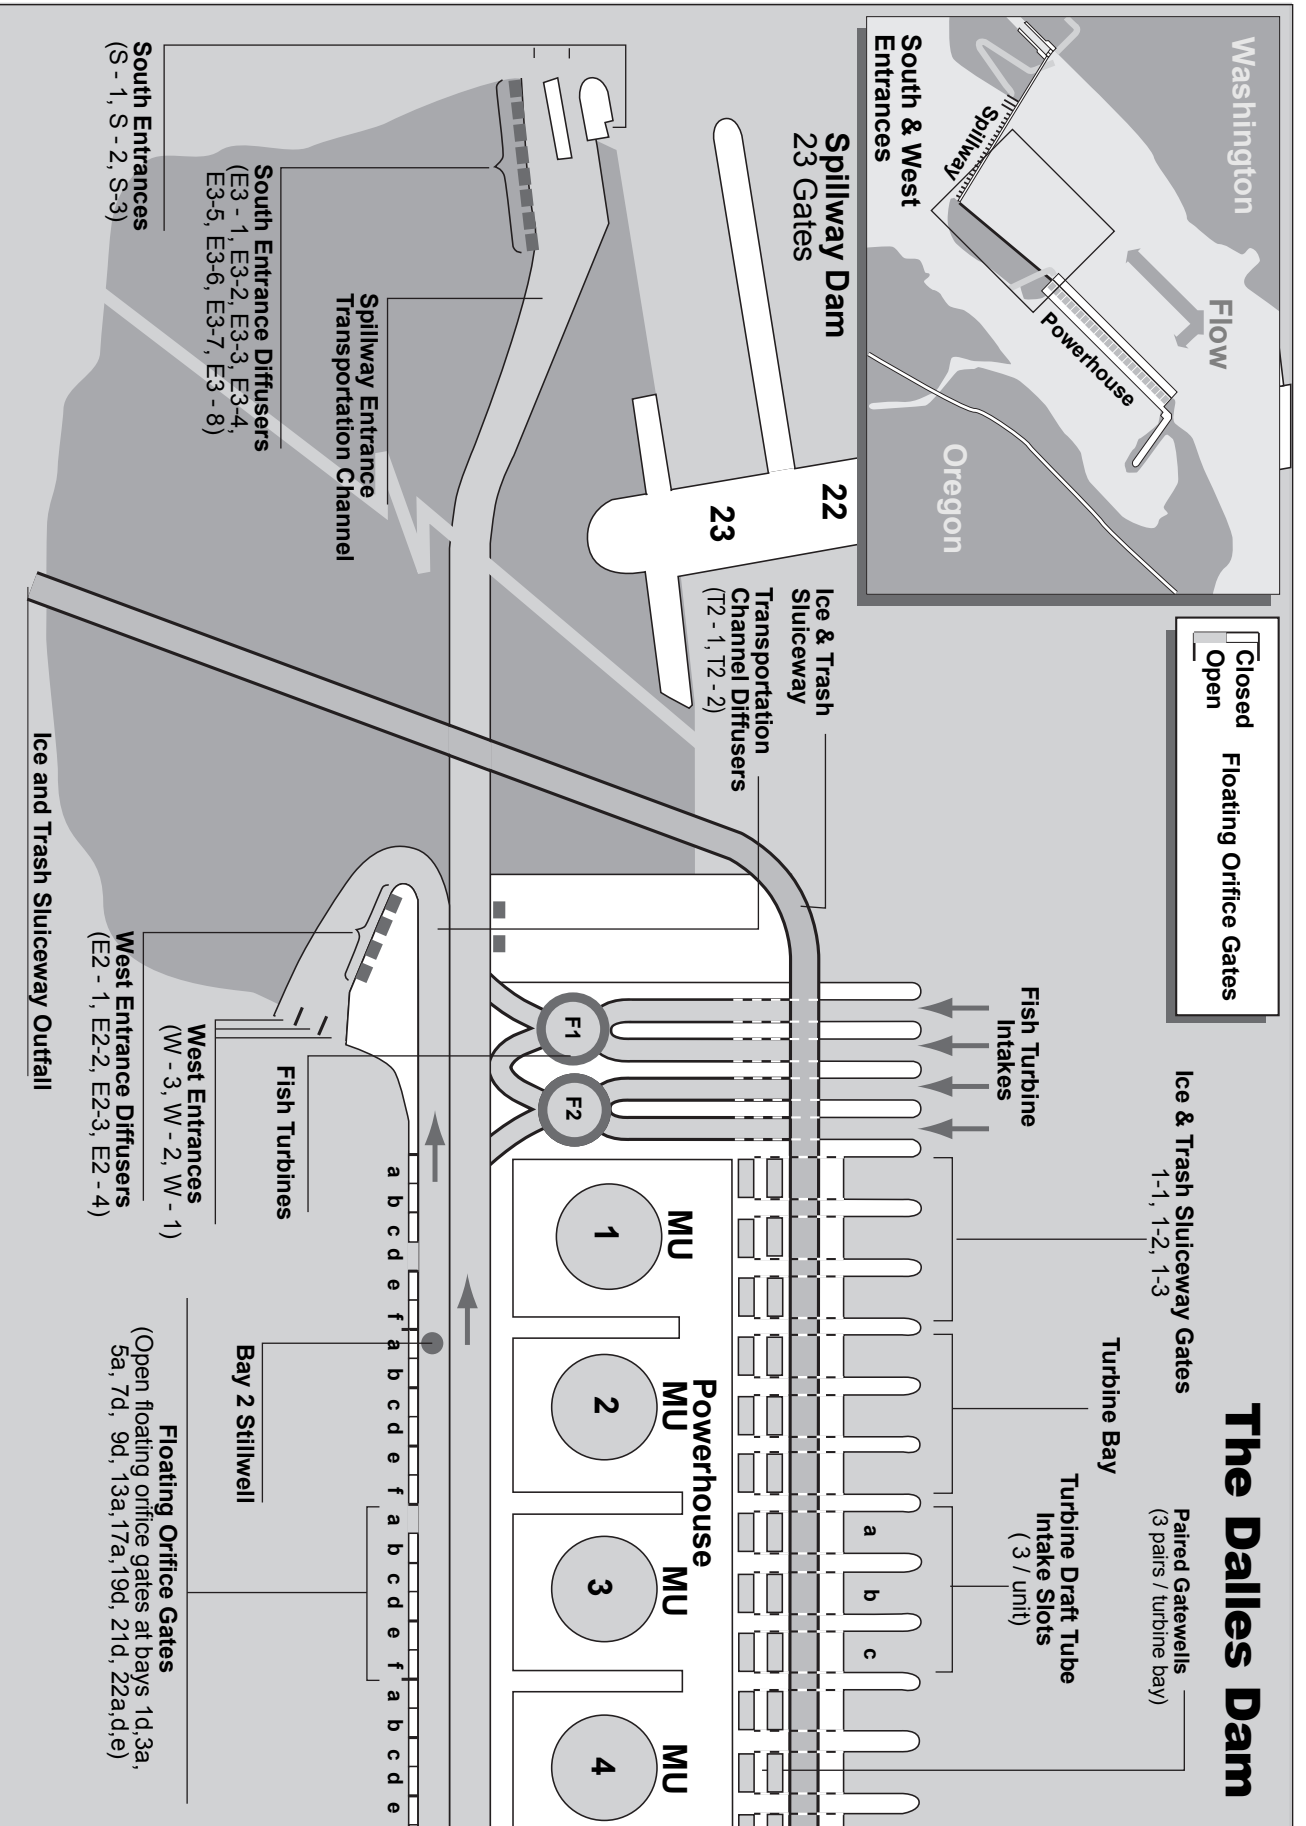 The Dalles Dam
Washington
Spillway
South & West
Entrances
Flow
Powerhouse
Oregon
Closed
Open
Floating Orifice Gates
Ice & Trash Sluiceway Gates
1-1, 1-2, 1-3
Turbine Bay
Paired Gatewells
(3 pairs / turbine bay)
Turbine Draft Tube
Intake Slots
( 3 / unit)
Fish Turbine
Intakes
Spillway Dam
23 Gates
22
23
Ice & Trash
Sluiceway
Transportation
Channel Diffusers
(T2 - 1, T2 - 2)
a
b
c
Powerhouse
MU
MU
MU
MU
1
2
3
4
F1
F2
Spillway Entrance
Transportation Channel
South Entrance Diffusers
(E3 - 1, E3-2, E3-3, E3-4,
E3-5, E3-6, E3-7, E3 - 8)
South Entrances
(S - 1, S - 2, S-3)
a b c d e f a b c d e f a b c d e f a b c d e
Fish Turbines
West Entrances
(W - 3, W - 2, W - 1)
West Entrance Diffusers
(E2 - 1, E2-2, E2-3, E2 - 4)
Ice and Trash Sluiceway Outfall
Bay 2 Stillwell
Floating Orifice Gates
(Open floating orifice gates at bays 1d,3a,
5a, 7d, 9d, 13a,17a,19d, 21d, 22a,d,e)